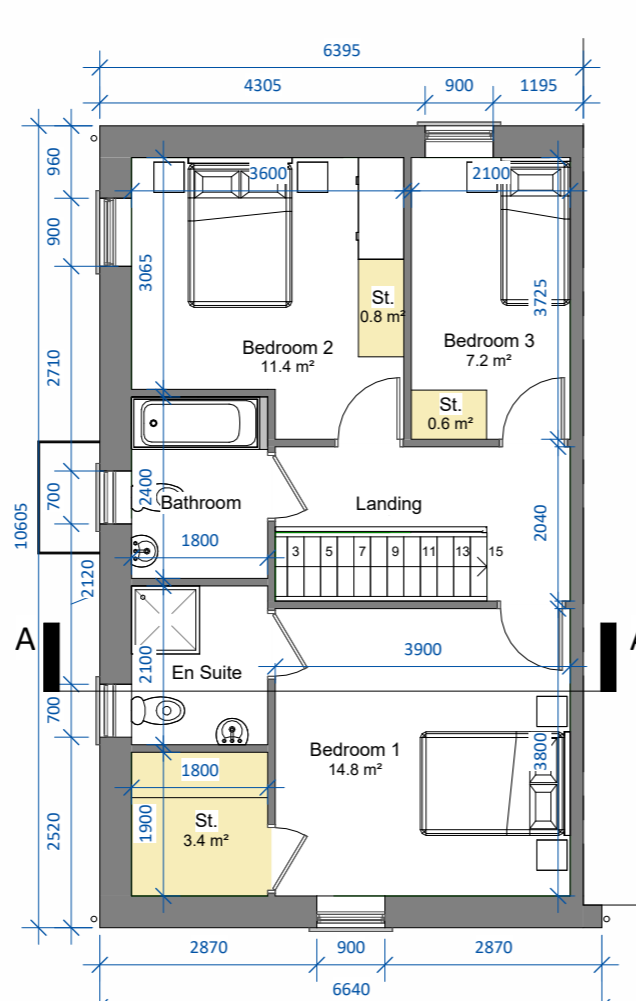 6395
4305 900 1195
960
3600
2100
900
3065
3725
St.
0.8 m²
Bedroom 2
11.4 m²
Bedroom 3
7.2 m²
2710
St.
0.6 m²
10605
700
2400
Bathroom
Landing
2040
1800
3 5 7 9 11 13 15
2120
A
2100
En Suite
3900
700
Bedroom 1
14.8 m²
3800
1800
1900
St.
3.4 m²
2520
2870 900 2870
6640